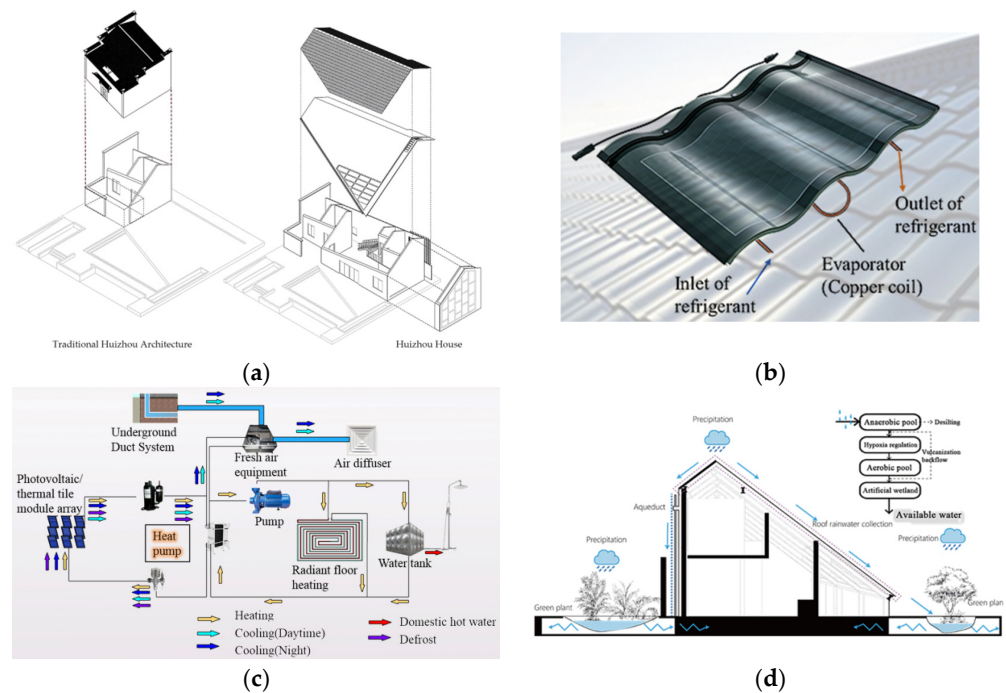 Traditional Huizhou Architecture
Huizhou House
(a)
Outlet of
refrigerant
Evaporator
(Copper coil)
Inlet of
refrigerant
(b)
Underground
Duct System
Fresh air
equipment
Air diffuser
Photovoltaic/
thermal tile
module array
Heat
pump
Pump
Radiant floor
heating
Water tank
Heating
Cooling(Daytime)
Cooling(Night)
Domestic hot water
Defrost
(c)
Precipitation
Anaerobic pool
Desilting
Hypoxia regulation
Vulcanization
backflow
Aerobic pool
Artificial wetland
Available water
Aqueduct
Roof rainwater collection
Precipitation
Precipitation
Green plant
Green plan
(d)